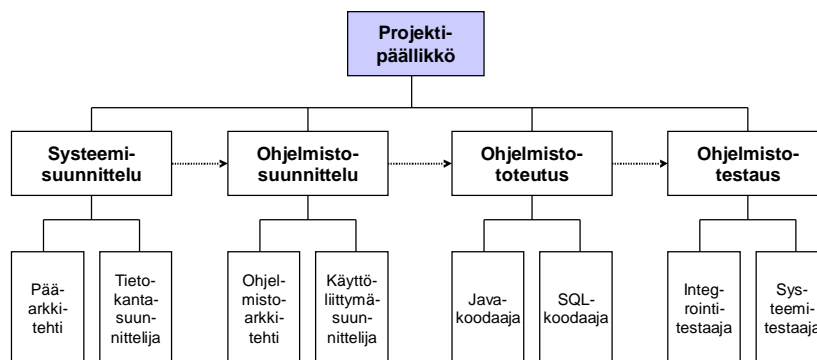 Projekti-
päällikkö
Systeemi-
suunnittelu
Ohjelmisto-
suunnittelu
Ohjelmisto-
toteutus
Ohjelmisto-
testaus
Pää-
arkki-
tehti
Tieto-
kanta-
suun-
nittelija
Ohjel-
misto-
arkki-
tehti
Käyttö-
liittymä-
suun-
nittelija
Java-
koodaaja
SQL-
koodaaja
Integ-
rointi-
testaaja
Sys-
teemi-
testaaja